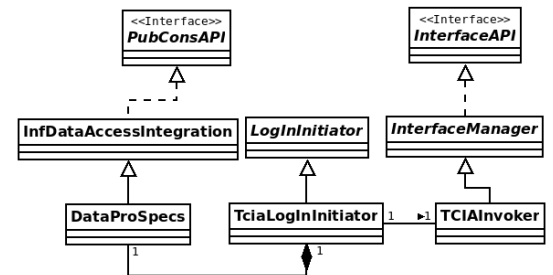 <<Interface>>
PubConsAPI
<<Interface>>
InterfaceAPI
InfDataAccessIntegration
LogInInitiator
InterfaceManager
DataProSpecs
TciaLogInInitiator
1
1
TCIAInvoker
1
1